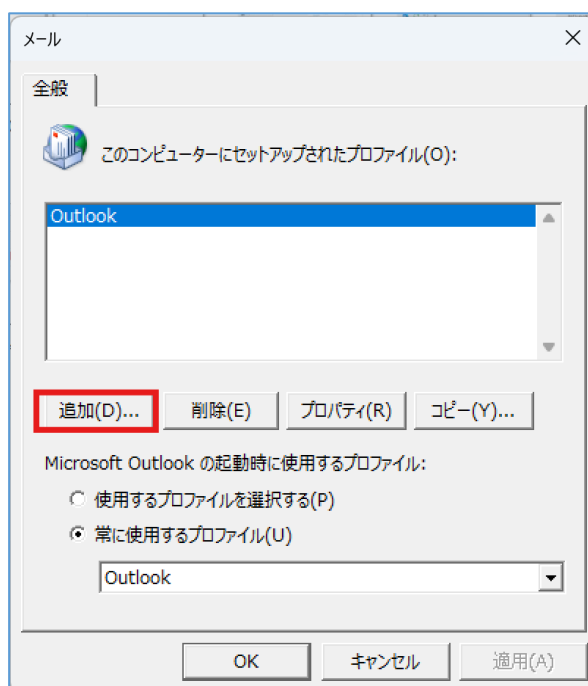 メール
全般
このコンピューターにセットアップされたプロファイル(O):
Outlook
追加(D)... 削除(E) プロパティ(R) コピー(Y)...
Microsoft Outlook の起動時に使用するプロファイル:
使用するプロファイルを選択する(P)
常に使用するプロファイル(U)
Outlook
OK キャンセル 適用(A)